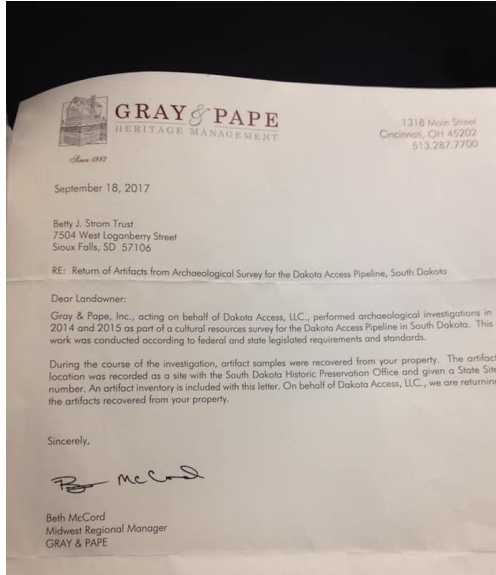 GRAY & PAPE
HERITAGE MANAGEMENT
Since 1987
1318 Main Street
Cincinnati, OH 45202
513.287.7700
September 18, 2017
Betty J. Strom Trust
7504 West Loganberry Street
Sioux Falls, SD 57106
RE: Return of Artifacts from Archaeological Survey for the Dakota Access Pipeline, South Dakota
Dear Landowner:
Gray & Pape, Inc., acting on behalf of Dakota Access, LLC., performed archaeological investigations in
2014 and 2015 as part of a cultural resources survey for the Dakota Access Pipeline in South Dakota. This
work was conducted according to federal and state legislated requirements and standards.
During the course of the investigation, artifact samples were recovered from your property. The artifact
location was recorded as a site with the South Dakota Historic Preservation Office and given a State Site
number. An artifact inventory is included with this letter. On behalf of Dakota Access, LLC., we are returnin
the artifacts recovered from your property.
Sincerely,
B McCord
Beth McCord
Midwest Regional Manager
GRAY & PAPE